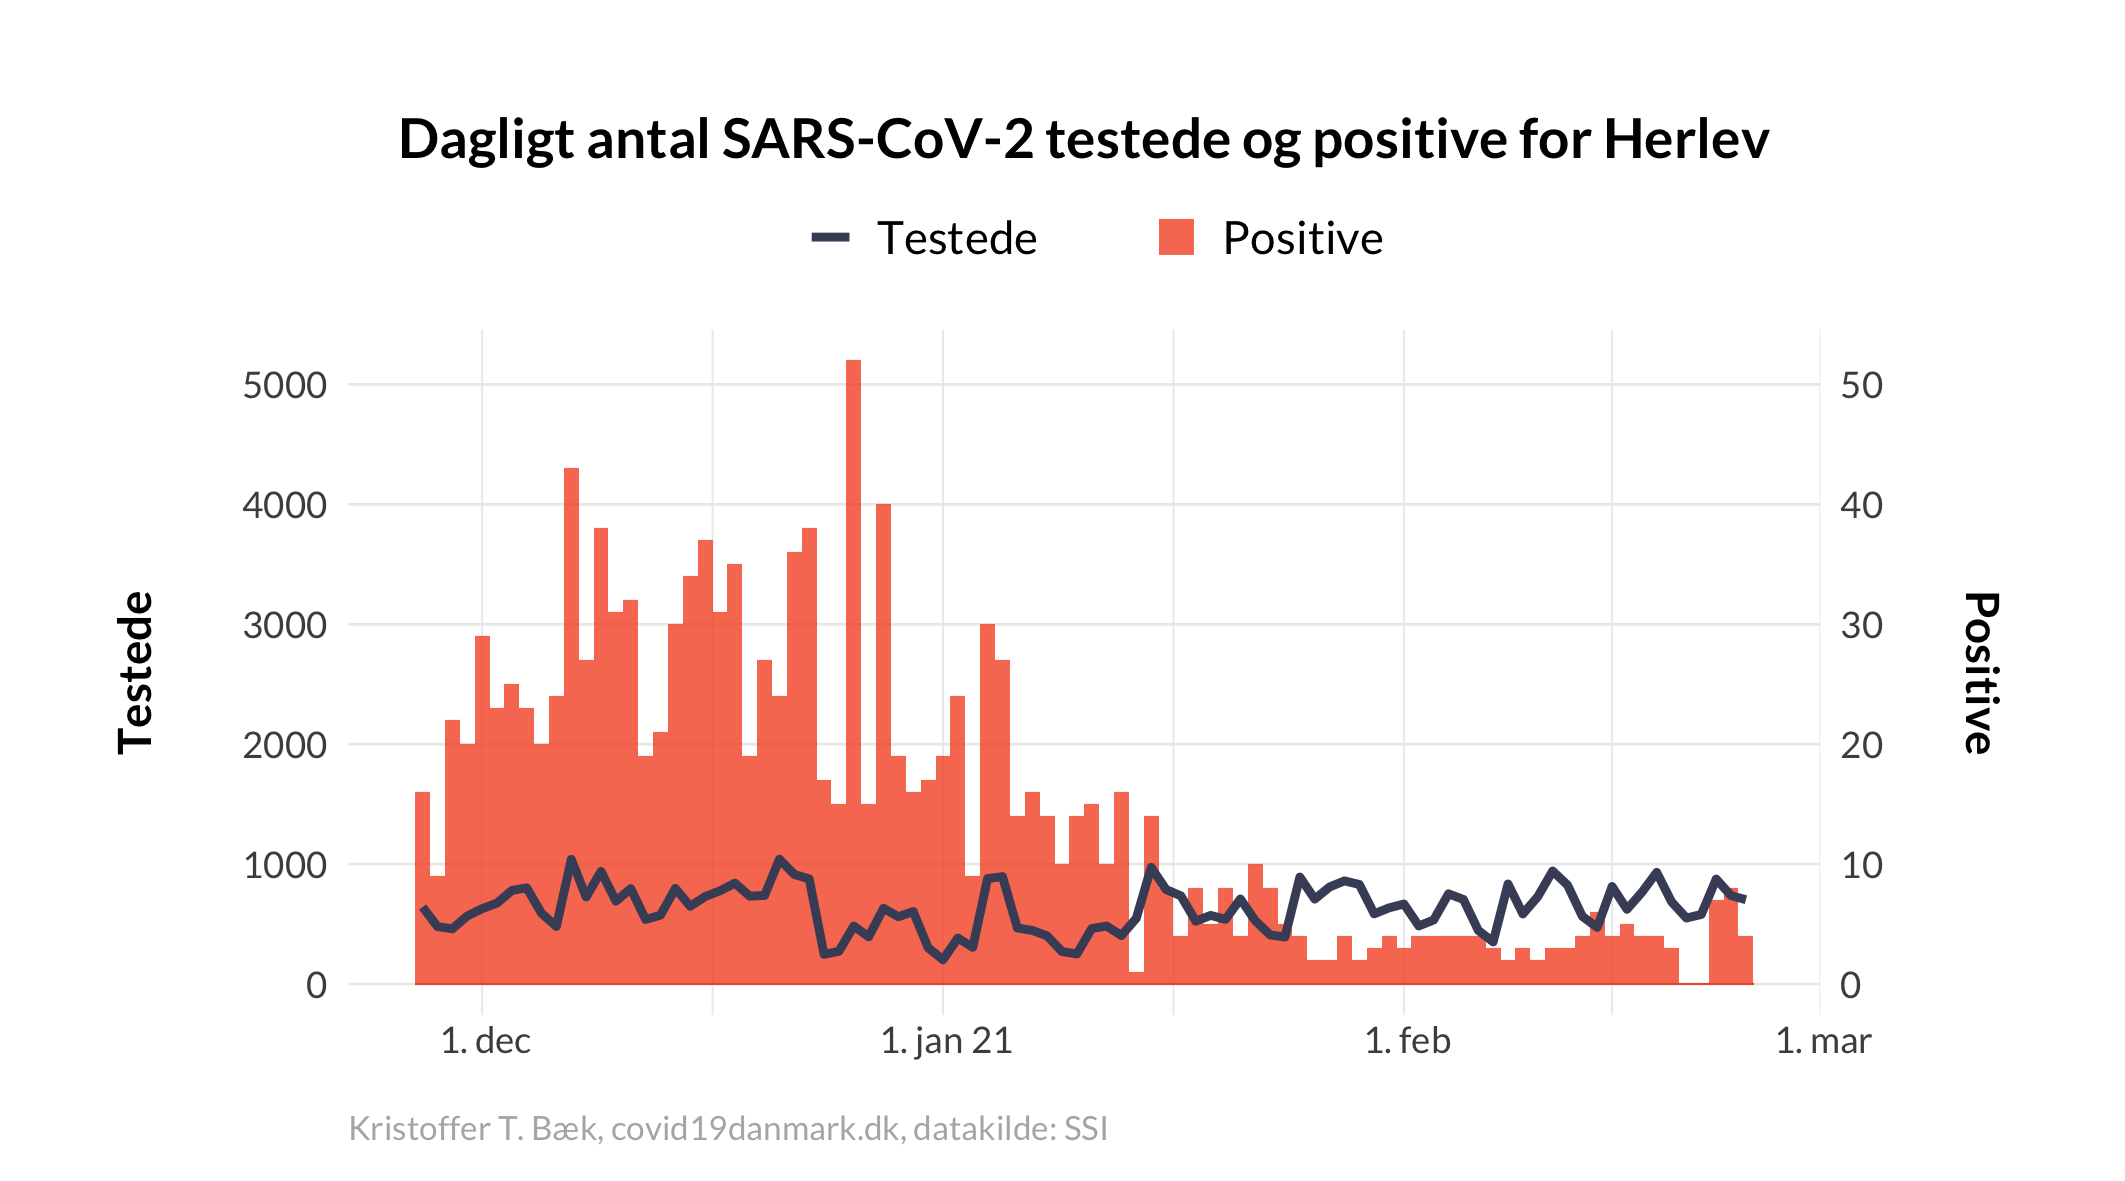 Dagligt antal SARS-CoV-2 testede og positive for Herlev
Testede Positive
5000 50
4000 40
3000 30
2000 20
1000 10
0 0
Testede
Positive
1. dec 1. jan 21 1. feb 1. mar
Kristoffer T. Bæk, covid19danmark.dk, datakilde: SSI